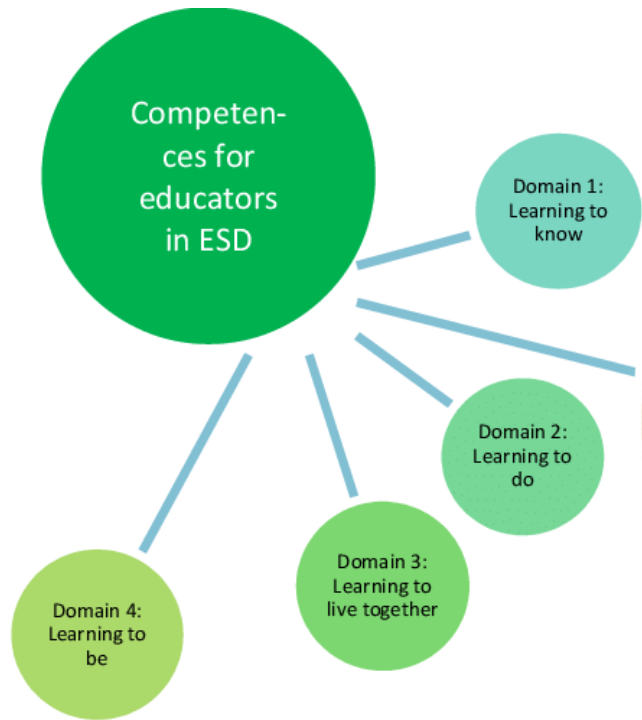 Competen-
ces for
educators
in ESD
Domain 1:
Learning to
know
Domain 2:
Learning to
do
Domain 3:
Learning to
live together
Domain 4:
Learning to
be